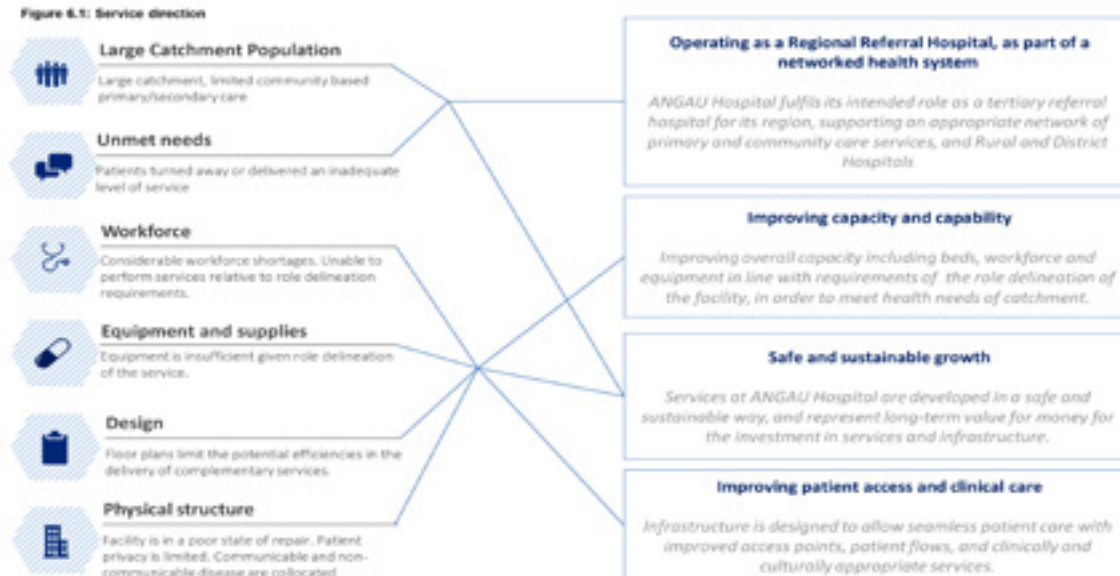 Figure 6.1: Service direction
Large Catchment Population
Large catchment, limited community based
primary/secondary care
Unmet needs
Patients turned away or delivered an inadequate
level of service
Workforce
Considerable workforce shortages. Unable to
perform services relative to role delineation
requirements.
Equipment and supplies
Equipment is insufficient given role delineation
of the service.
Design
Floor plans limit the potential efficiencies in the
delivery of complementary services.
Physical structure
Facility is in a poor state of repair. Patient
privacy is limited. Communicable and non-
communicable disease are collocated
Operating as a Regional Referral Hospital, as part of a
networked health system
ANGAU Hospital fulfils its intended role as a tertiary referral
hospital for its region, supporting an appropriate network of
primary and community care services, and Rural and District
Hospitals
Improving capacity and capability
Improving overall capacity including beds, workforce and
equipment in line with requirements of the role delineation of
the facility, in order to meet health needs of catchment.
Safe and sustainable growth
Services at ANGAU Hospital are developed in a safe and
sustainable way, and represent long-term value for money for
the investment in services and infrastructure.
Improving patient access and clinical care
Infrastructure is designed to allow seamless patient care with
improved access points, patient flows, and clinically and
culturally appropriate services.